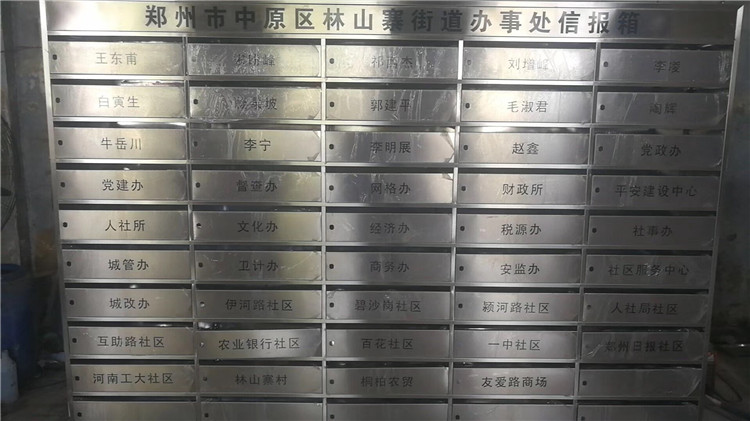 郑州市中原区林山寨街道办事处信报箱
王东甫 刘增峰 李凌
白寅生 郭建平 毛淑君 阎辉
牛岳川 李宁 李明展 赵鑫 党政办
党建办 督查办 网格办 财政所 平安建设中心
人社所 文化办 经济办 税源办 社事办
城管办 卫计办 商务办 安监办 社区服务中心
城改办 伊河路社区 碧沙岗社区 颍河路社区 人社局社区
互助路社区 农业银行社区 百花社区 一中社区 郑州日报社区
河南工大社区 林山寨村 桐柏农贸 友爱路商场